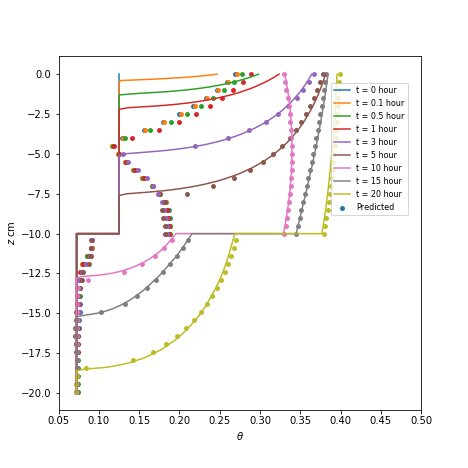 0.0
−2.5
−5.0
−7.5
−10.0
−12.5
−15.0
−17.5
−20.0
z cm
0.05 0.10 0.15 0.20 0.25 0.30 0.35 0.40 0.45 0.50
θ
t = 0 hour
t = 0.1 hour
t = 0.5 hour
t = 1 hour
t = 3 hour
t = 5 hour
t = 10 hour
t = 15 hour
t = 20 hour
Predicted